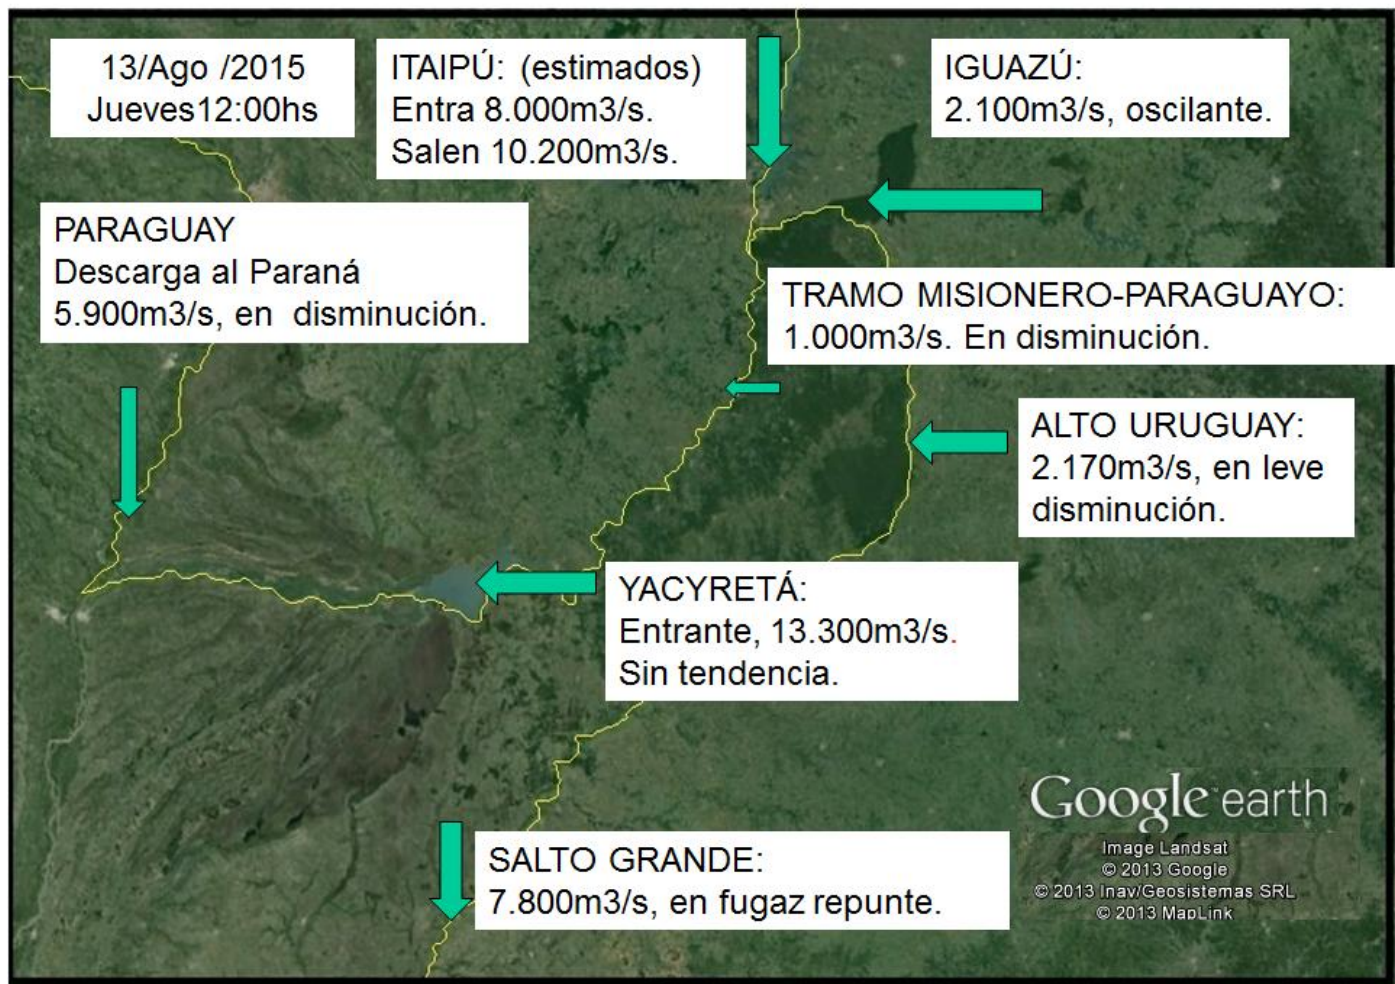 13/Ago /2015
Jueves12:00hs
ITAIPÚ: (estimados)
Entra 8.000m3/s.
Salen 10.200m3/s.
IGUAZÚ:
2.100m3/s, oscilante.
PARAGUAY
Descarga al Paraná
5.900m3/s, en disminución.
TRAMO MISIONERO-PARAGUAYO:
1.000m3/s. En disminución.
ALTO URUGUAY:
2.170m3/s, en leve
disminución.
YACYRETÁ:
Entrante, 13.300m3/s.
Sin tendencia.
SALTO GRANDE:
7.800m3/s, en fugaz repunte.
Google earth
Image Landsat
© 2013 Google
© 2013 Inav/Geosistemas SRL
© 2013 MapLink